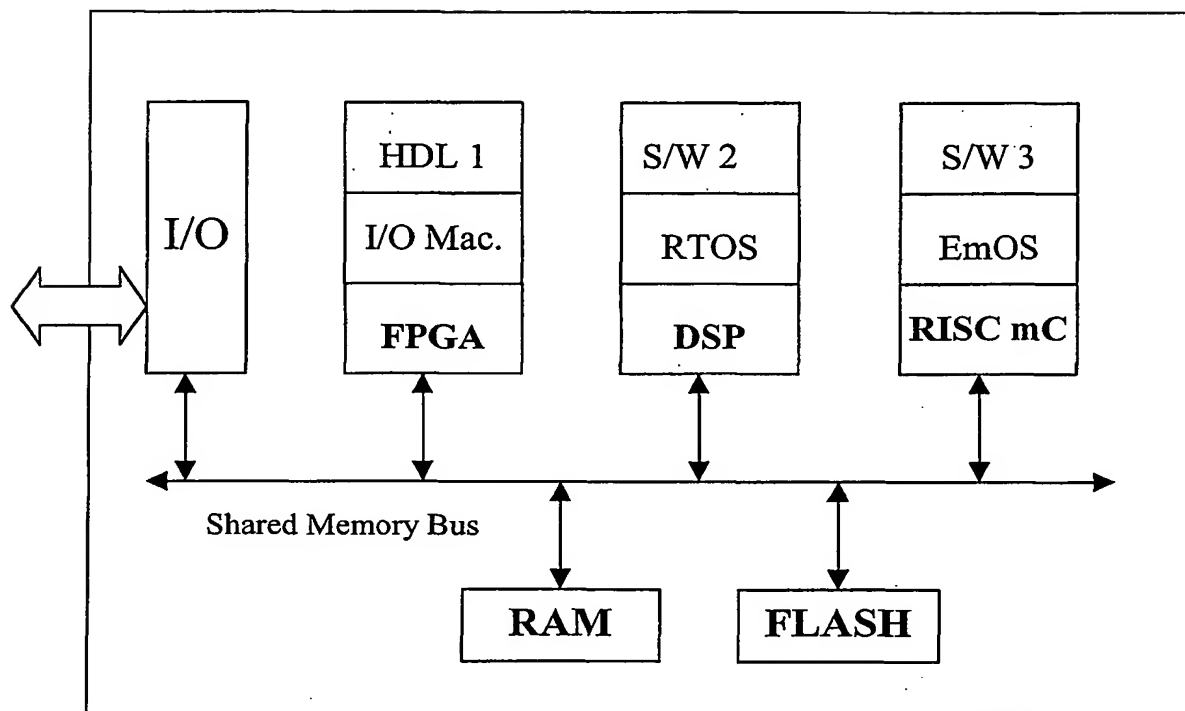 I/O
HDL 1
I/O Mac.
FPGA
S/W 2
RTOS
DSP
S/W 3
EmOS
RISC mC
Shared Memory Bus
RAM
FLASH